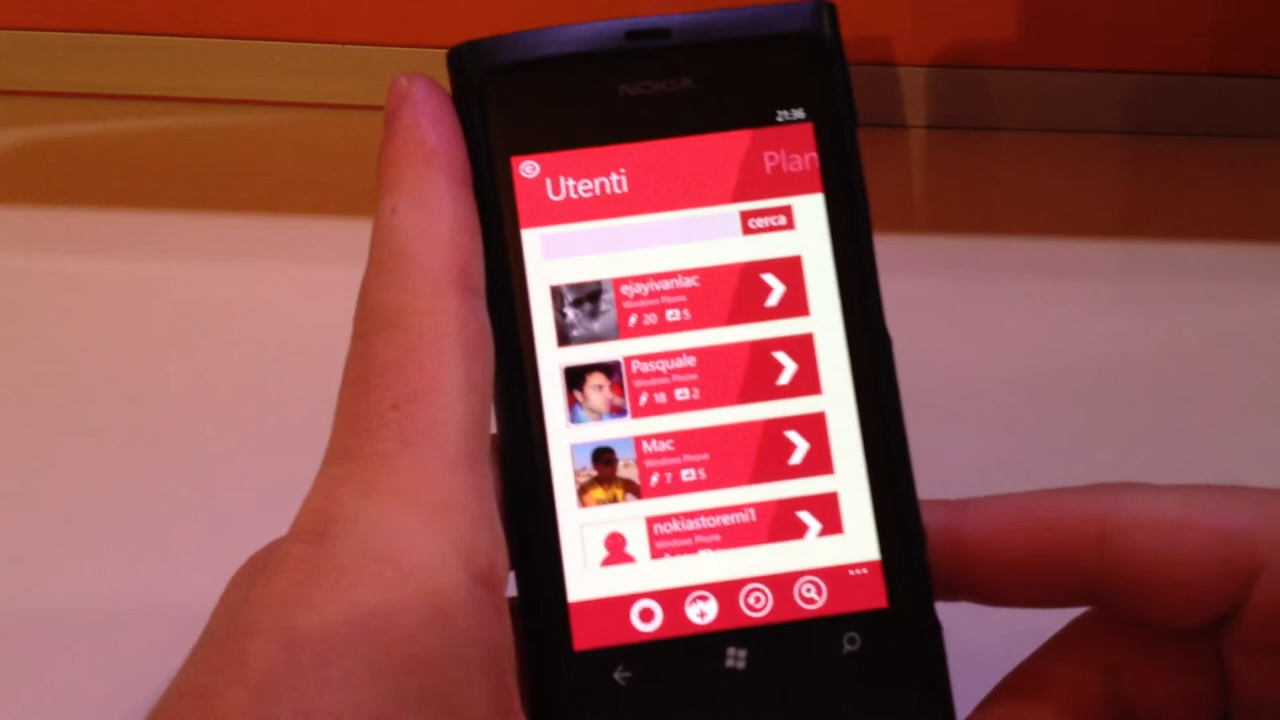 NOKIA
21:36
Utenti Plan
cerca
ejayivanlac
Windows Phone
20 5
Pasquale
Windows Phone
18 2
Mac
Windows Phone
7 5
nokiastoremi1
Windows Phone